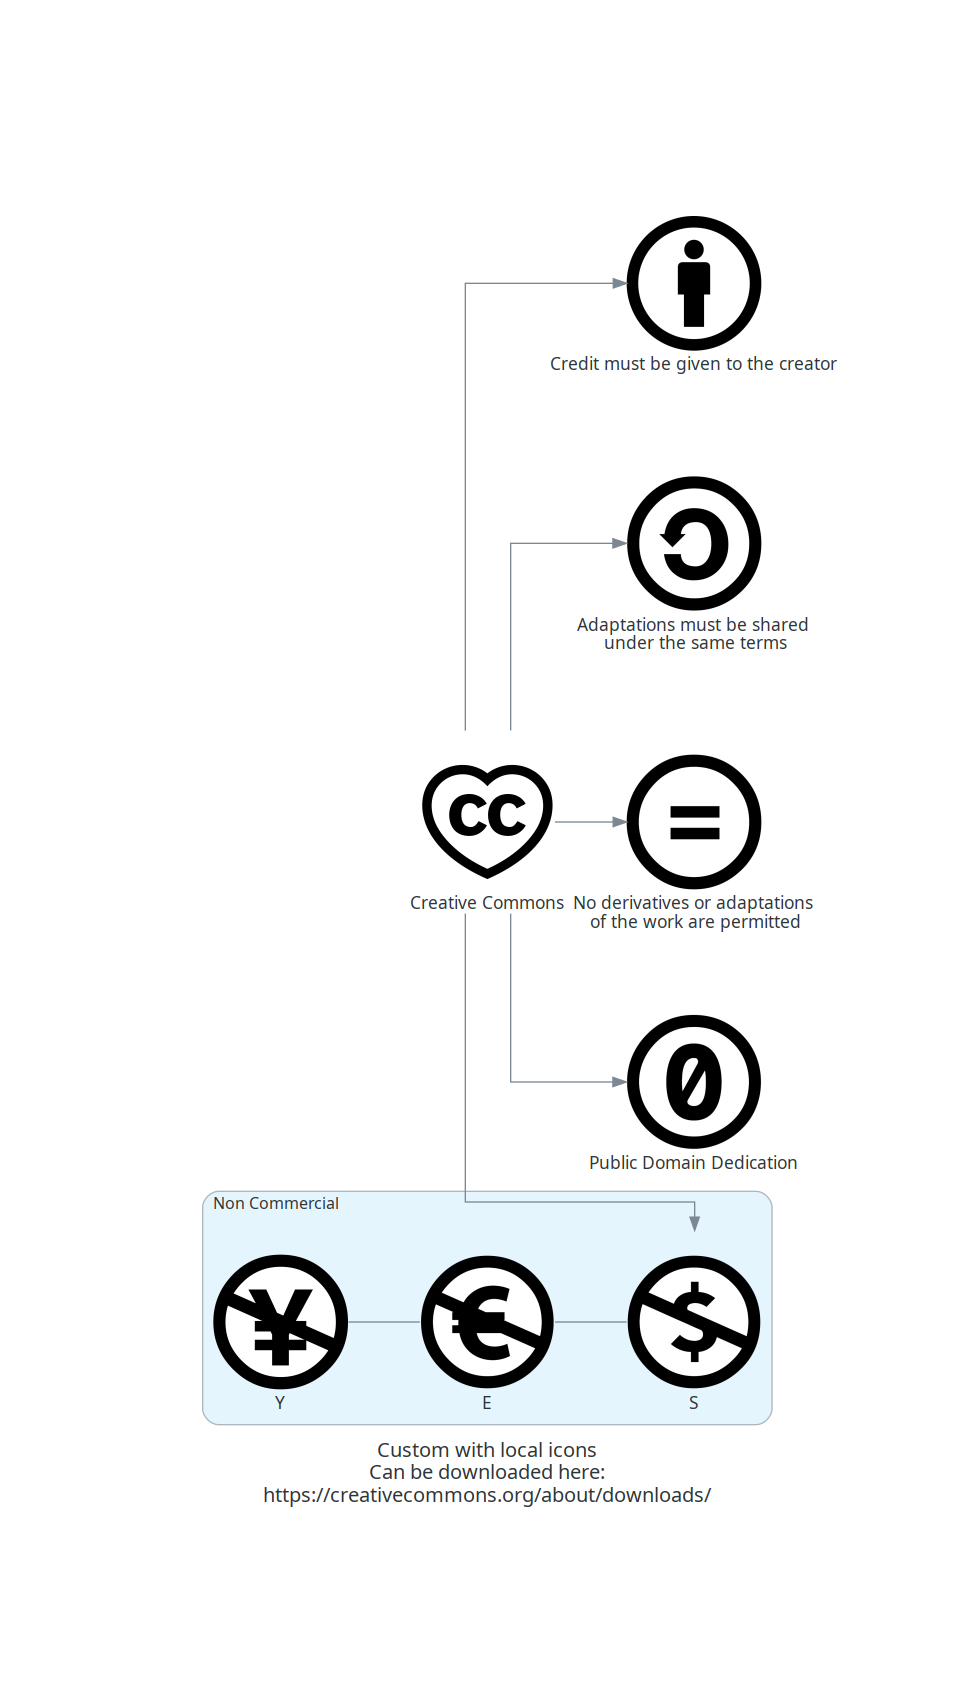 Credit must be given to the creator
Adaptations must be shared
under the same terms
cc
Creative Commons
No derivatives or adaptations
of the work are permitted
0
Public Domain Dedication
Non Commercial
¥
€
$
Y
E
S
Custom with local icons
Can be downloaded here:
https://creativecommons.org/about/downloads/